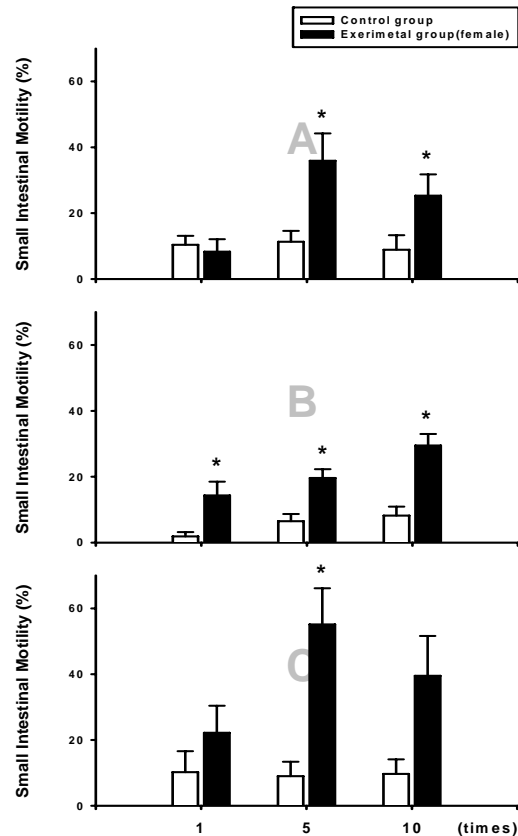 Control group
Exerimetal group(female)
Small Intestinal Motility (%)
60
40
20
0
A
*
*
Small Intestinal Motility (%)
60
40
20
0
B
*
*
*
Small Intestinal Motility (%)
60
40
20
0
C
*
1 5 10 (times)